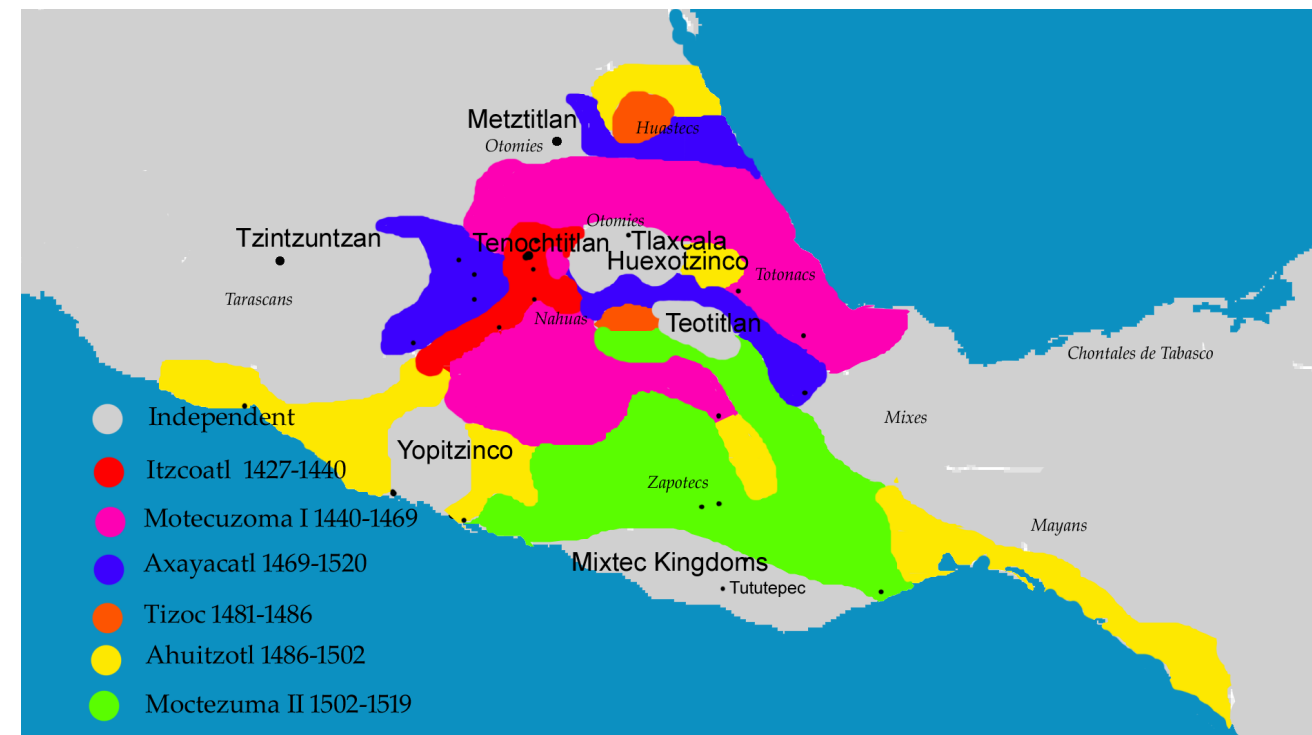 Metztitlan
Otomies
Huastecs
Otomies
Tzintzuntzan
Tenochtitlan
Tlaxcala
Huexotzinco
Totonacs
Tarascans
Nahuas
Teotitlan
Chontales de Tabasco
Independent
Mixes
Yopitzinco
Itzcoatl 1427-1440
Zapotecs
Motecuzoma I 1440-1469
Mayans
Axayacatl 1469-1520
Mixtec Kingdoms
Tututepec
Tizoc 1481-1486
Ahuitzotl 1486-1502
Moctezuma II 1502-1519